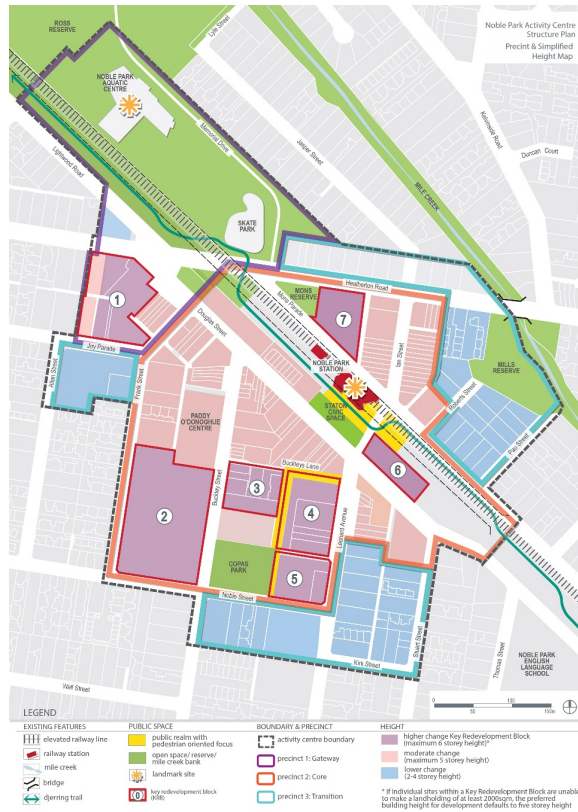 Noble Park Activity Centre
Structure Plan
Precint & Simplified
Height Map
ROSS
RESERVE
Lyle Street
NOBLE PARK
AQUATIC
CENTRE
Kelvinside Road
Lightwood Road
Memorial Drive
Jasper Street
Duncan Court
MILE CREEK
SKATE
PARK
Heatherton Road
MONS
RESERVE
Mons Parade
1
7
Douglas Street
Ian Street
NOBLE PARK
STATION
MILLS
RESERVE
Joy Parade
Allan Street
Frank Street
STATON
CIVIC
SPACE
Roberts Street
PADDY
O'DONOGHUE
CENTRE
Pau Street
Buckleys Lane
6
Buckley Street
3
2
4
Leonard Avenue
COPAS
PARK
5
Noble Street
Stuart Street
Kirk Street
Thomas Street
NOBLE PARK
ENGLISH
LANGUAGE
SCHOOL
Watt Street
0 100
50 150m
LEGEND
EXISTING FEATURES
elevated railway line
railway station
mile creek
bridge
djerring trail
PUBLIC SPACE
public realm with
pedestrian oriented focus
open space/ reserve/
mile creek bank
landmark site
0
key redevelopment block
(KRB)
BOUNDARY & PRECINCT
activity centre boundary
precinct 1: Gateway
precinct 2: Core
precinct 3: Transition
HEIGHT
higher change Key Redevelopment Block
(maximum 6 storey height)*
moderate change
(maximum 5 storey height)
lower change
(2-4 storey height)
* If individual sites within a Key Redevelopment Block are unable
to make a landholding of at least 2000sqm, the preferred
building height for development defaults to five storey height